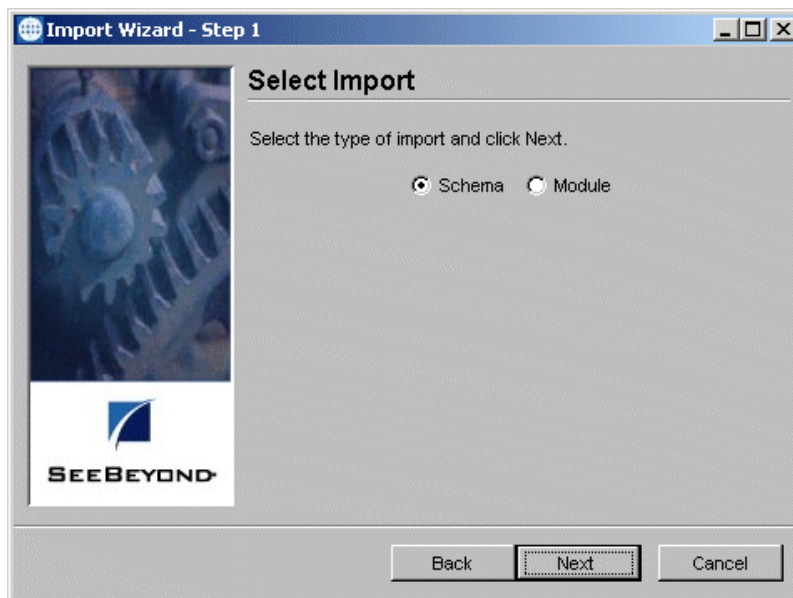 Import Wizard - Step 1
Select Import
Select the type of import and click Next.
Schema Module
SEEBEYOND
Back Next Cancel